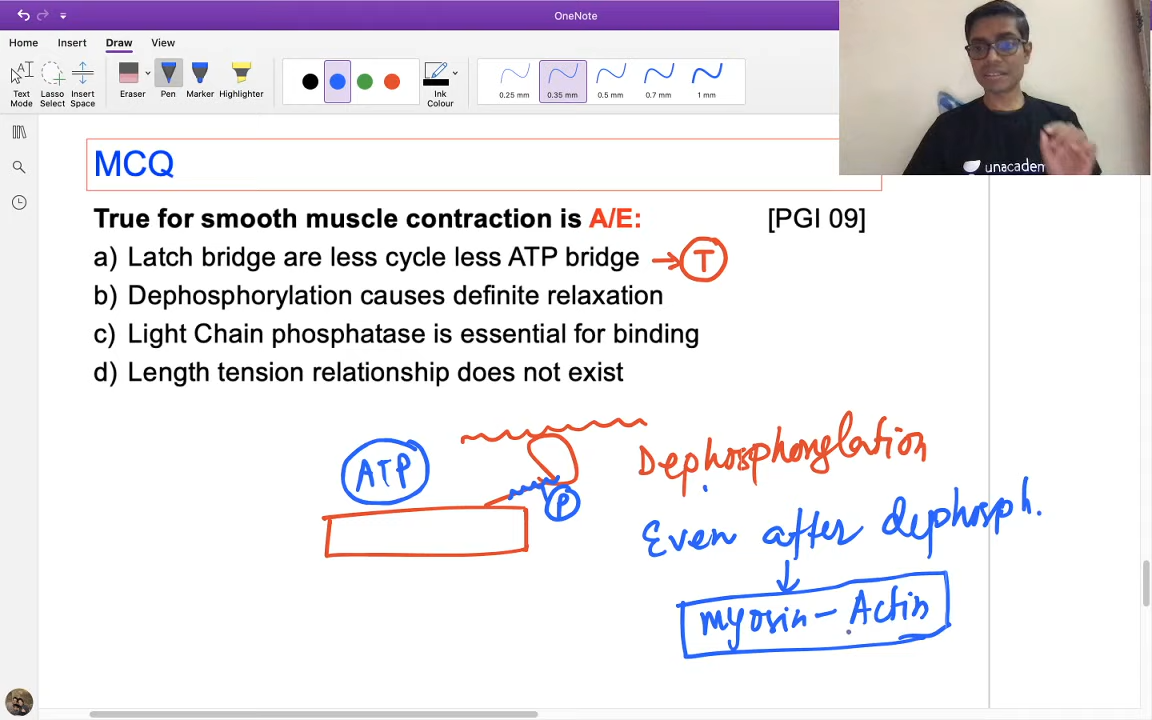 OneNote
Home Insert Draw View
Text Mode
Lasso Select
Insert Space
Eraser
Pen
Marker
Highlighter
Ink Colour
0.25 mm
0.35 mm
0.5 mm
0.7 mm
1 mm
unacadem
MCQ
True for smooth muscle contraction is A/E: [PGI 09]
a) Latch bridge are less cycle less ATP bridge → T
b) Dephosphorylation causes definite relaxation
c) Light Chain phosphatase is essential for binding
d) Length tension relationship does not exist
ATP
P
Dephosphorylation
Even after dephosph.
myosin - Actin